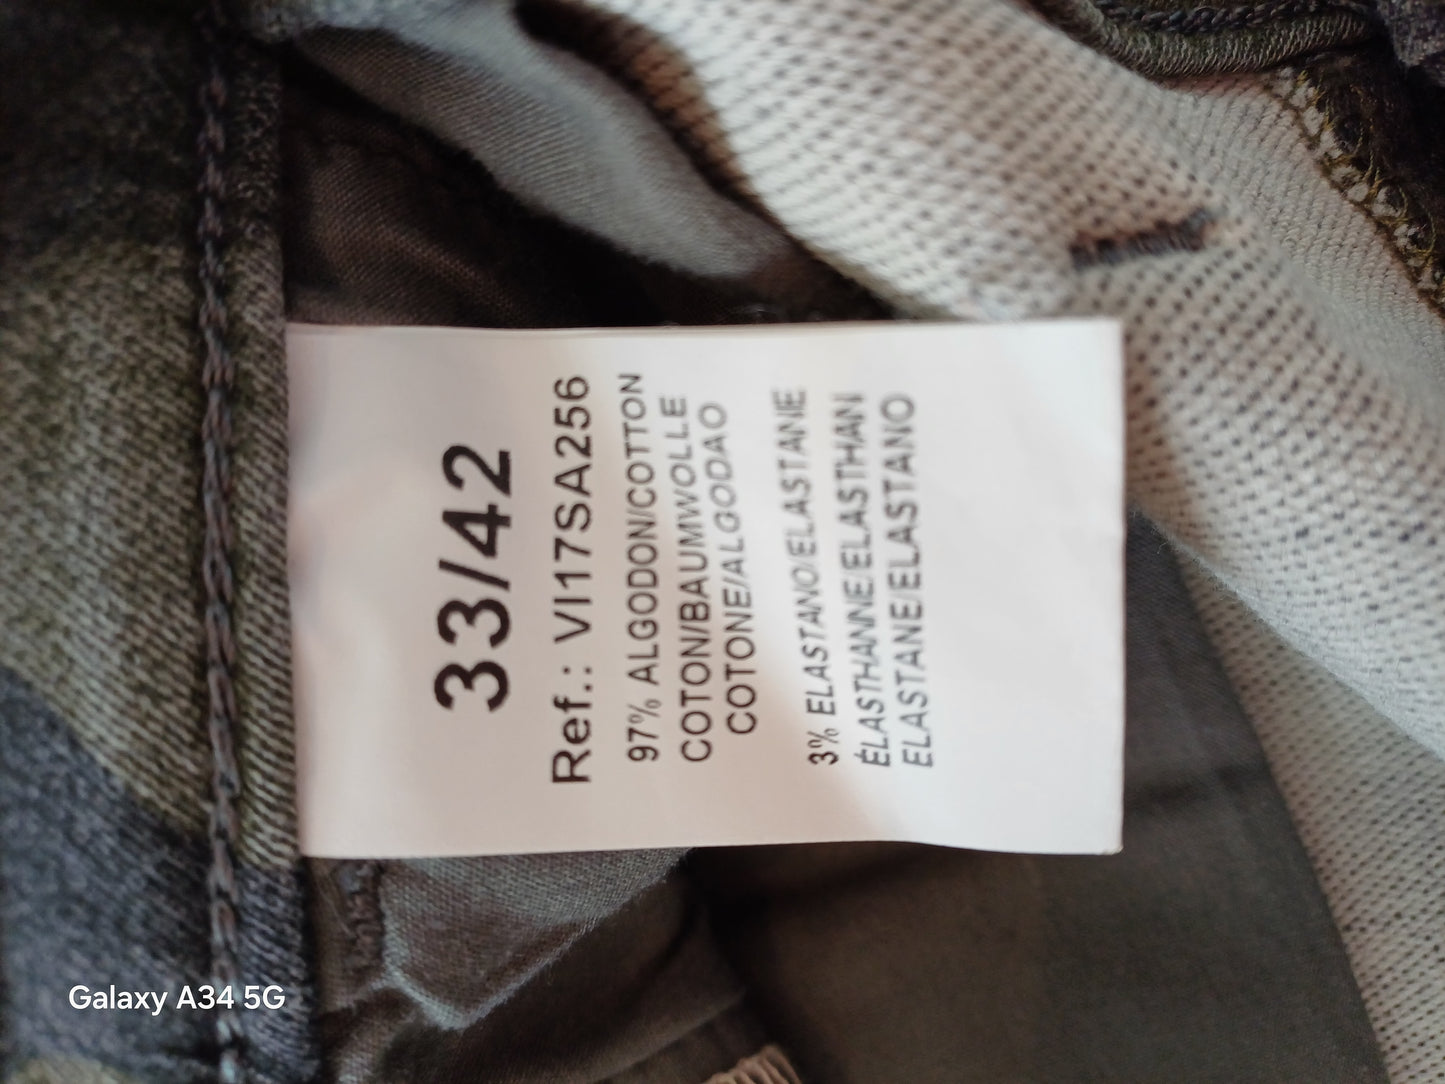 33/42
Ref.: VI17SA256
97% ALGODON/COTTON
COTON/BAUMWOLLE
COTONE/ALGODAO
3% ELASTANO/ELASTANE
ÉLASTHANNE/ELASTHAN
ELASTANE/ELASTANO
Galaxy A34 5G